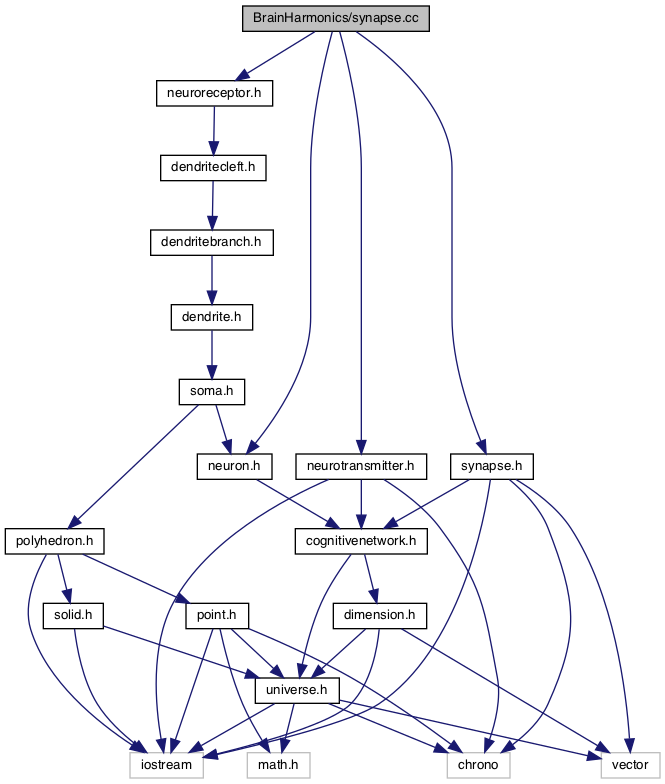 BrainHarmonics/synapse.cc
neuroreceptor.h
dendritecleft.h
dendritebranch.h
dendrite.h
soma.h
neuron.h
neurotransmitter.h
synapse.h
polyhedron.h
cognitivenetwork.h
solid.h
point.h
dimension.h
universe.h
iostream
math.h
chrono
vector